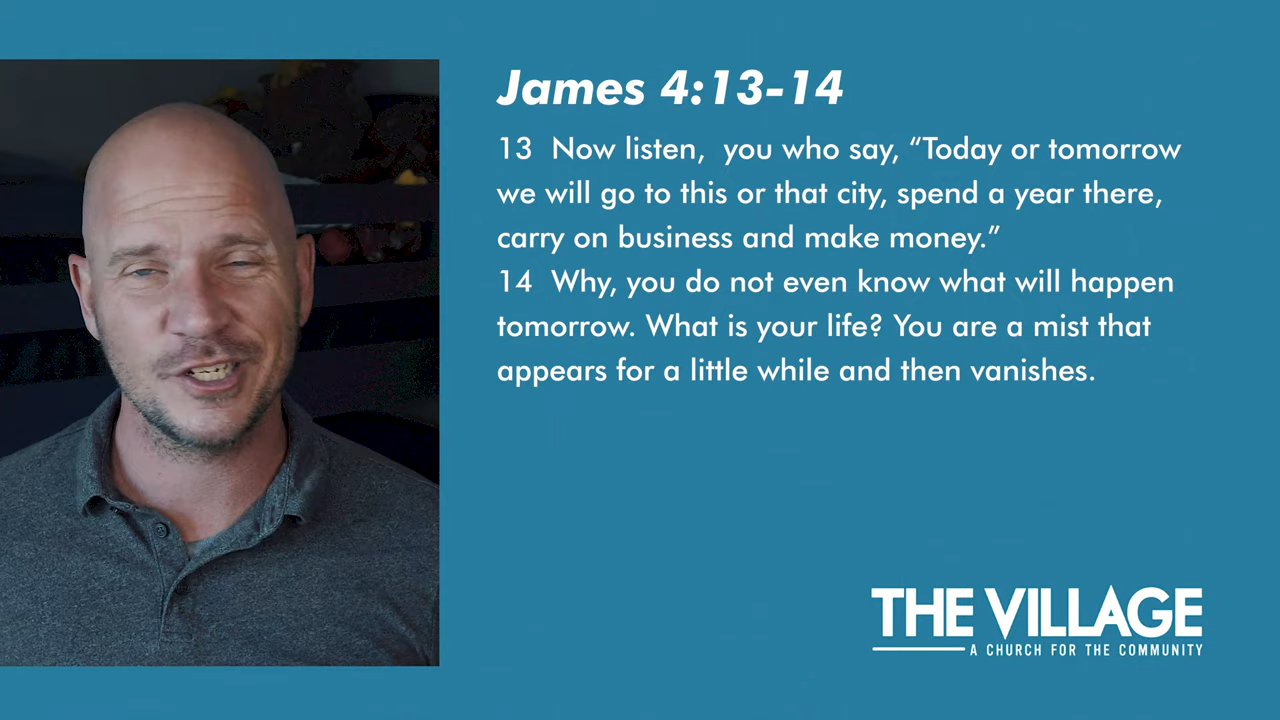 James 4:13-14
13  Now listen,  you who say, “Today or tomorrow
we will go to this or that city, spend a year there,
carry on business and make money.”
14  Why, you do not even know what will happen
tomorrow. What is your life? You are a mist that
appears for a little while and then vanishes.
THE VILLAGE
A CHURCH FOR THE COMMUNITY